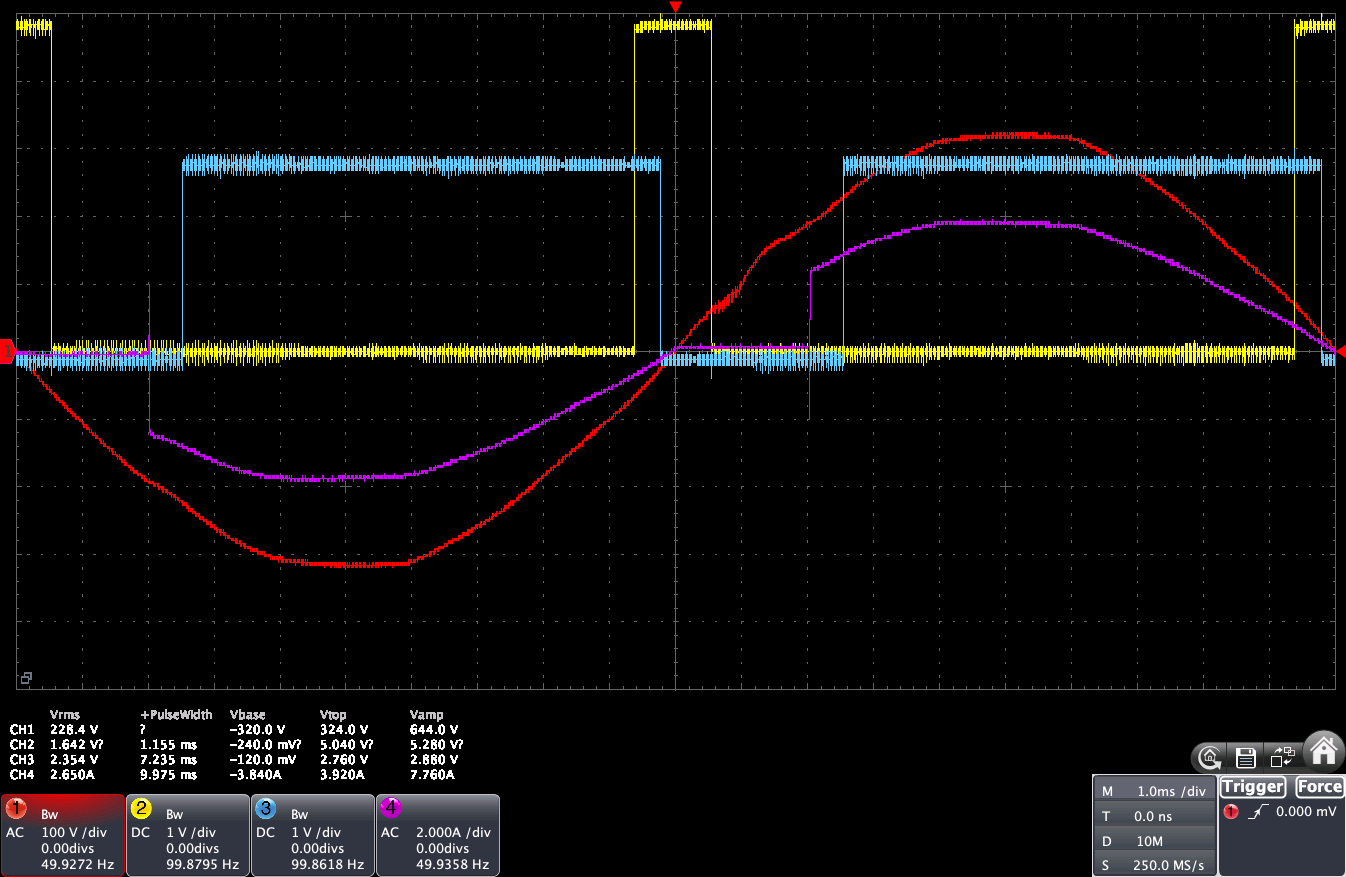 1
Vrms +PulseWidth Vbase Vtop Vamp
CH1 228.4 V ? -320.0 V 324.0 V 644.0 V
CH2 1.642 V? 1.155 ms -240.0 mV? 5.040 V? 5.280 V?
CH3 2.354 V 7.235 ms -120.0 mV 2.760 V 2.880 V
CH4 2.650A 9.975 ms -3.840A 3.920A 7.760A
1 Bw
AC 100 V /div
0.00divs
49.9272 Hz
2 Bw
DC 1 V /div
0.00divs
99.8795 Hz
3 Bw
DC 1 V /div
0.00divs
99.8618 Hz
4
AC 2.000A /div
0.00divs
49.9358 Hz
M 1.0ms /div
T 0.0 ns
D 10M
S 250.0 MS/s
Trigger Force
1 0.000 mV